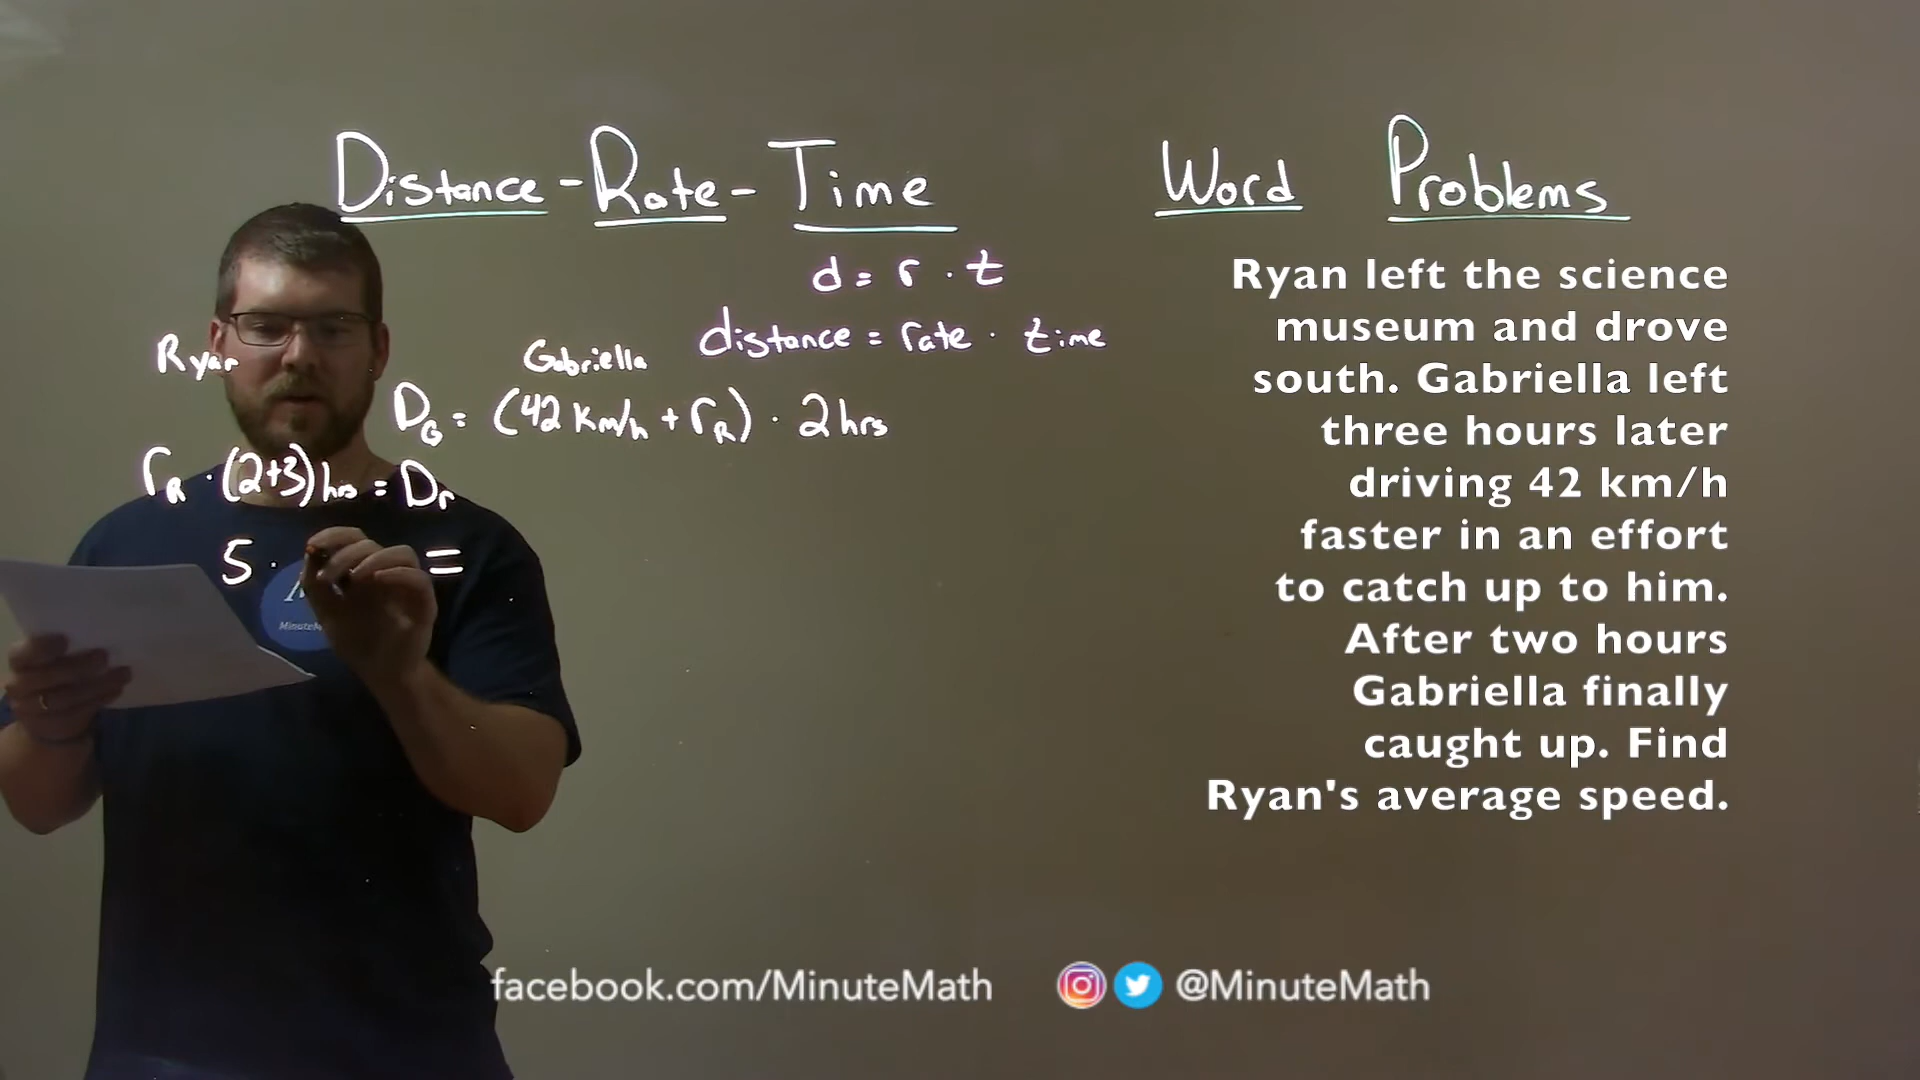 Distance-Rate-Time Word Problems
d = r · t
distance = rate · time
Ryan Gabriella
D_G = (42 km/h + r_R) · 2 hrs
r_R · (2+3) hrs = D_r
5 · =
Ryan left the science
museum and drove
south. Gabriella left
three hours later
driving 42 km/h
faster in an effort
to catch up to him.
After two hours
Gabriella finally
caught up. Find
Ryan's average speed.
facebook.com/MinuteMath @MinuteMath